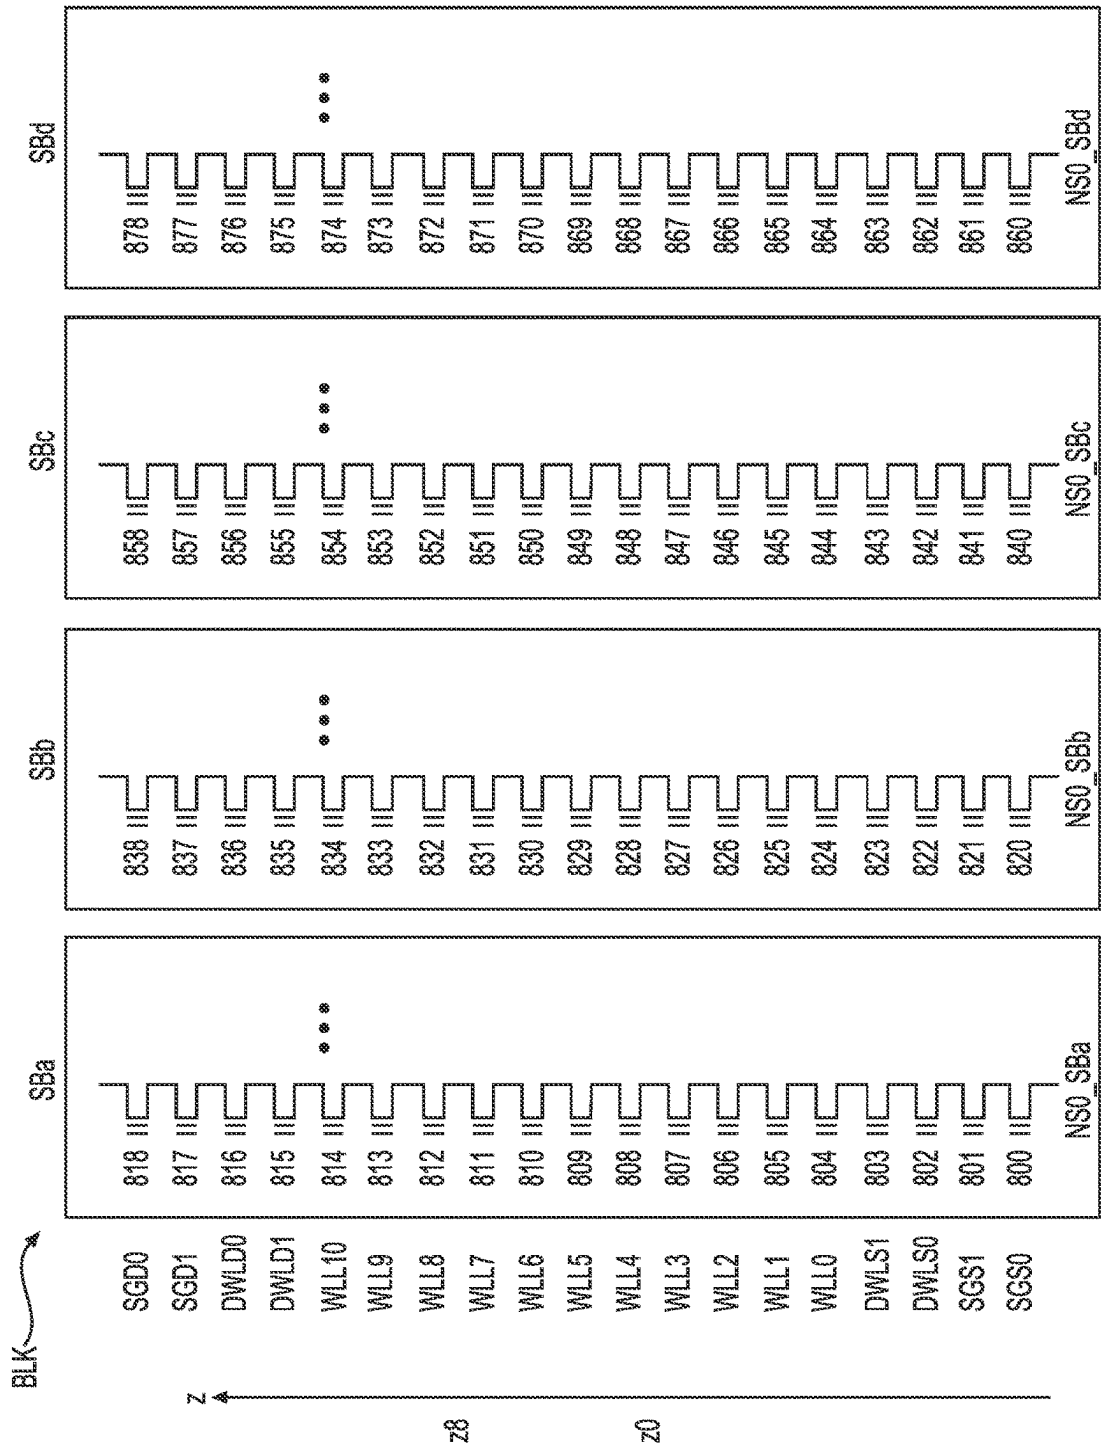 BLK
SBa SBb SBc SBd
z
SGD0 818 838 858 878
SGD1 817 837 857 877
DWLD0 816 836 856 876
DWLD1 815 835 855 875
WLL10 814 834 854 874
WLL9 813 833 853 873
WLL8 812 832 852 872
z8
WLL7 811 831 851 871
WLL6 810 830 850 870
WLL5 809 829 849 869
WLL4 808 828 848 868
z0
WLL3 807 827 847 867
WLL2 806 826 846 866
WLL1 805 825 845 865
WLL0 804 824 844 864
DWLS1 803 823 843 863
DWLS0 802 822 842 862
SGS1 801 821 841 861
SGS0 800 820 840 860
NS0_SBa NS0_SBb NS0_SBc NS0_SBd